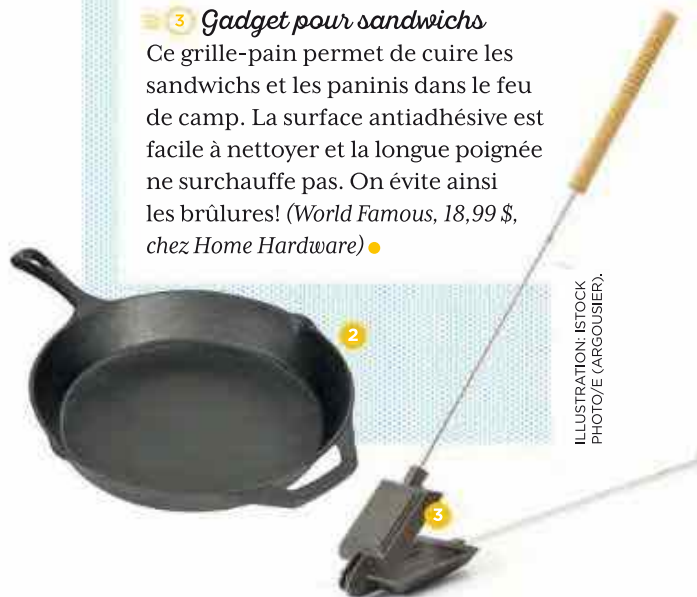 3 Gadget pour sandwichs
Ce grille-pain permet de cuire les
sandwichs et les paninis dans le feu
de camp. La surface antiadhésive est
facile à nettoyer et la longue poignée
ne surchauffe pas. On évite ainsi
les brûlures! (World Famous, 18,99 $,
chez Home Hardware)
2
ILLUSTRATION: ISTOCK
PHOTO/E (ARGOUSIER).
3